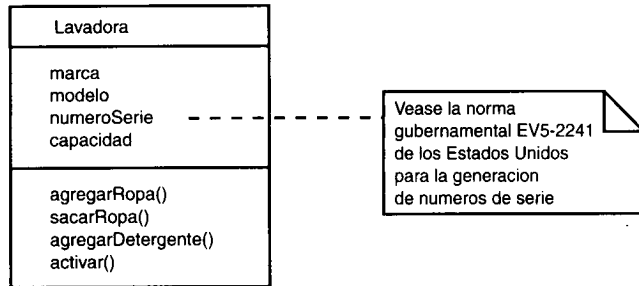 Lavadora
marca
modelo
numeroSerie
capacidad
agregarRopa()
sacarRopa()
agregarDetergente()
activar()
Vease la norma
gubernamental EV5-2241
de los Estados Unidos
para la generacion
de numeros de serie